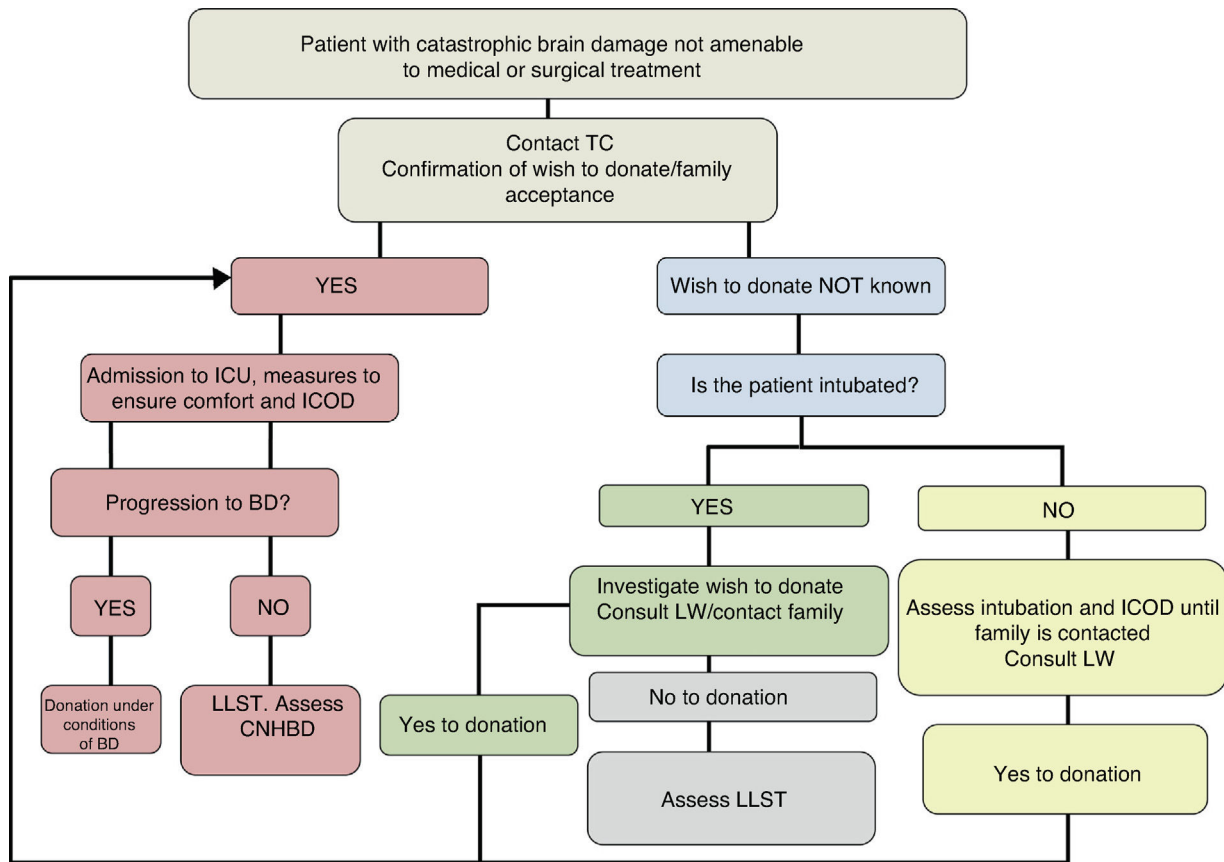 Patient with catastrophic brain damage not amenable
to medical or surgical treatment
Contact TC
Confirmation of wish to donate/family
acceptance
YES
Wish to donate NOT known
Admission to ICU, measures to
ensure comfort and ICOD
Is the patient intubated?
Progression to BD?
YES
NO
YES
NO
Investigate wish to donate
Consult LW/contact family
Assess intubation and ICOD until
family is contacted
Consult LW
Donation under
conditions
of BD
LLST. Assess
CNHBD
Yes to donation
No to donation
Assess LLST
Yes to donation